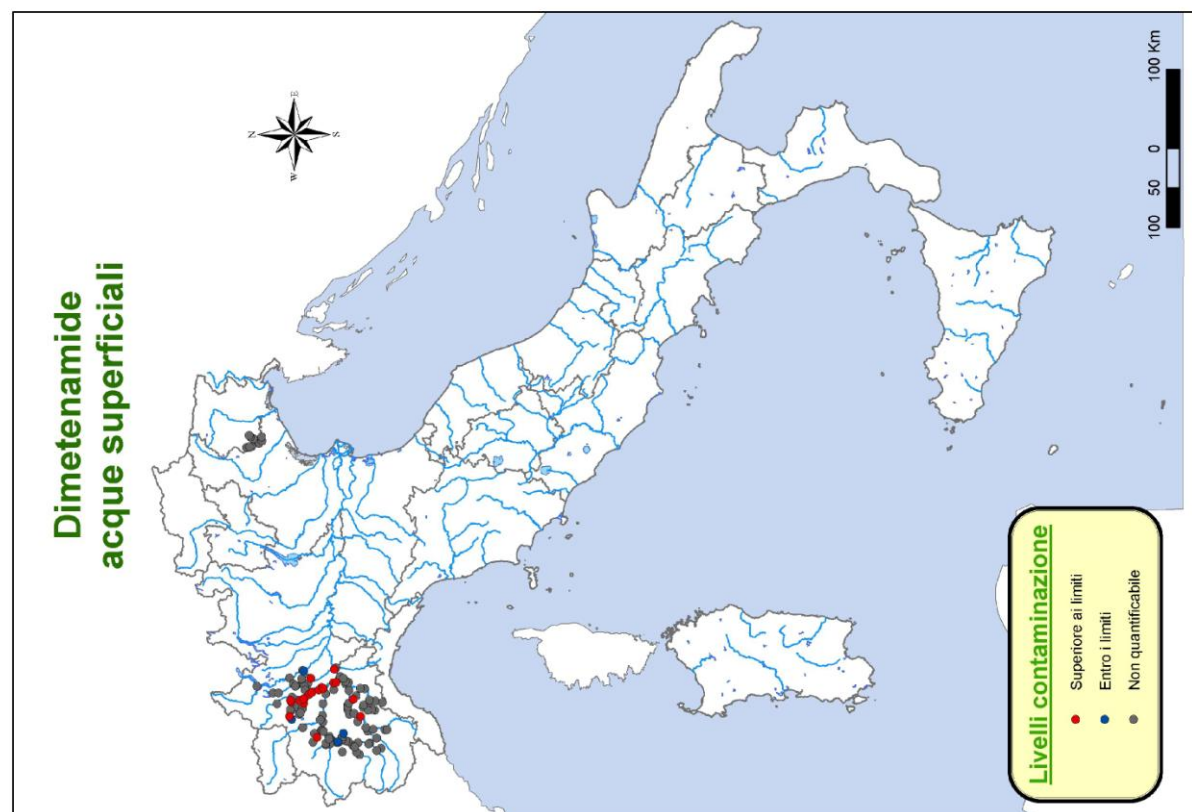 Dimetenamide
acque superficiali
N
W
E
S
100
50
0
100 Km
Livelli contaminazione
Superiore ai limiti
Entro i limiti
Non quantificabile